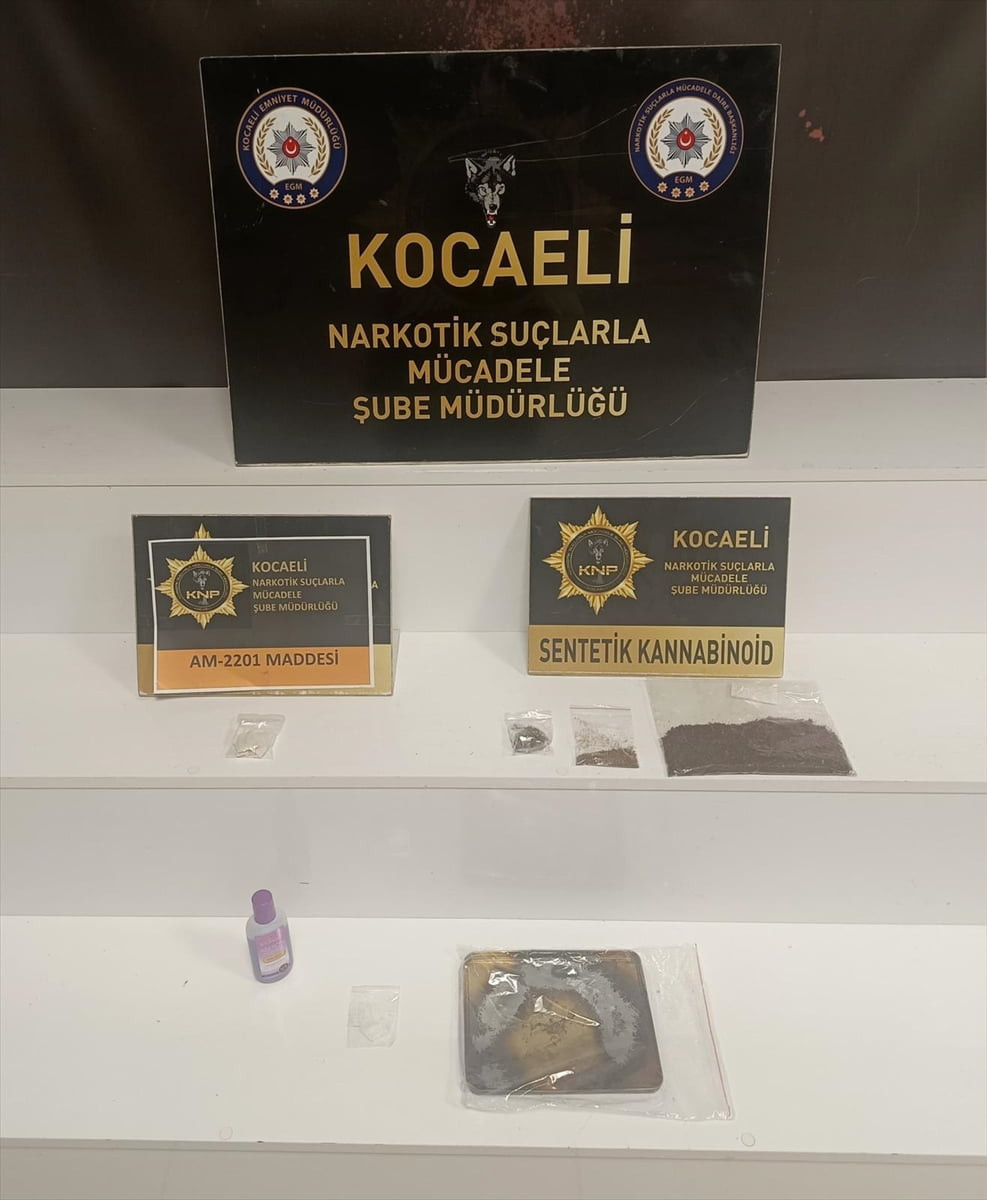 KOCAELİ EMNİYET MÜDÜRLÜĞÜ
EGM
NARKOTİK SUÇLARLA MÜCADELE DAİRE BAŞKANLIĞI
EGM
KOCAELİ
NARKOTİK SUÇLARLA
MÜCADELE
ŞUBE MÜDÜRLÜĞÜ
KNP
KOCAELİ
NARKOTİK SUÇLARLA
MÜCADELE
ŞUBE MÜDÜRLÜĞÜ
A
AM-2201 MADDESİ
KNP
KOCAELİ
NARKOTİK SUÇLARLA
MÜCADELE
ŞUBE MÜDÜRLÜĞÜ
SENTETİK KANNABİNOİD